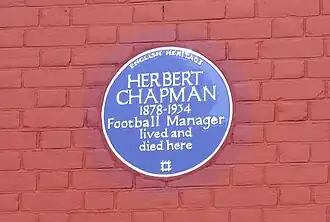 ENGLISH HERITAGE
HERBERT
CHAPMAN
1878-1934
Football Manager
lived and
died here